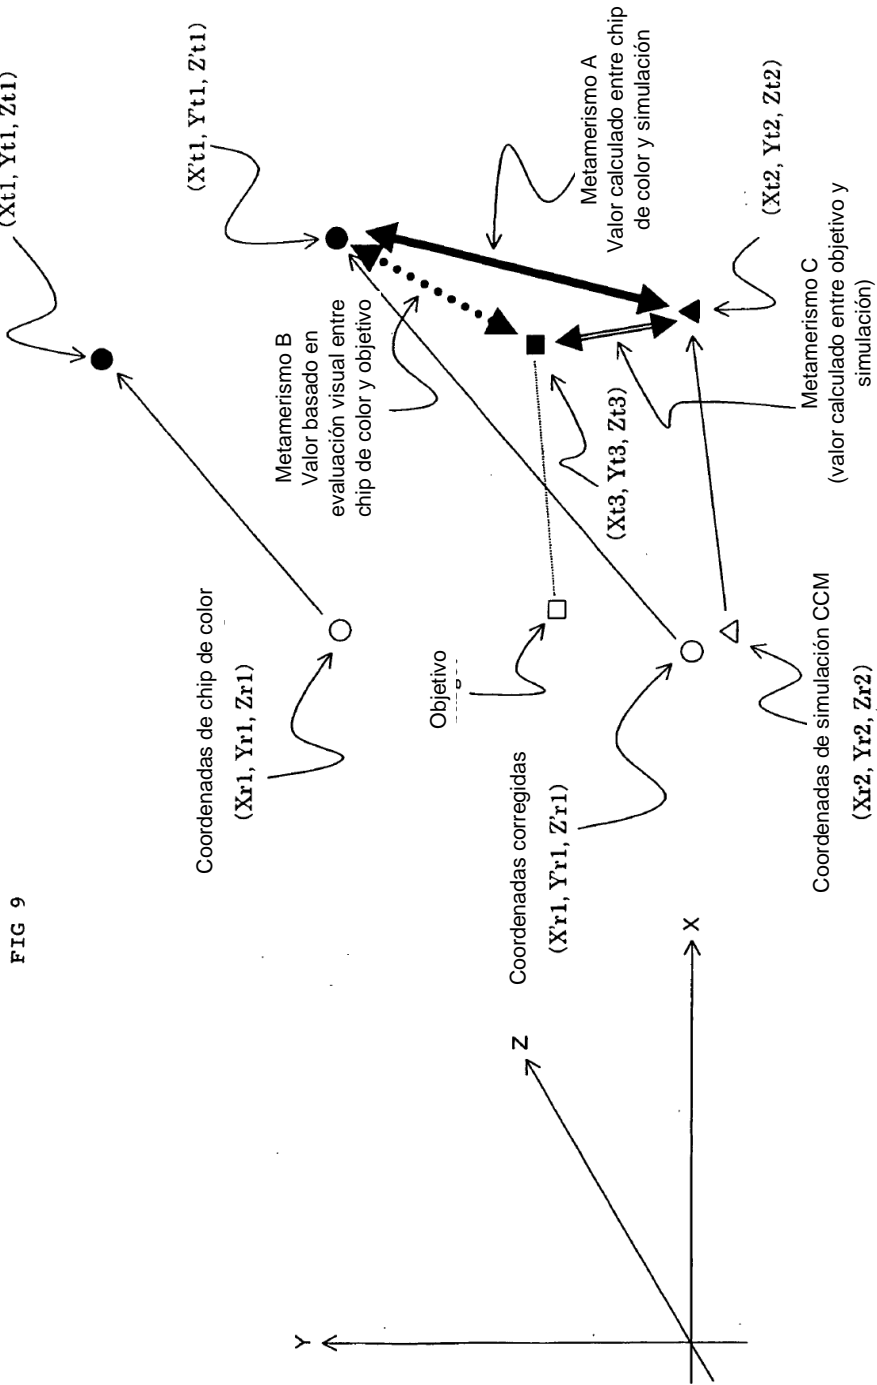 FIG 9
(Xt1, Yt1, Zt1)
(X't1, Y't1, Z't1)
Coordenadas de chip de color
(Xr1, Yr1, Zr1)
Metamerismo B
Valor basado en
evaluación visual entre
chip de color y objetivo
Metamerismo A
Valor calculado entre chip
de color y simulación
Objetivo
(Xt3, Yt3, Zt3)
(Xt2, Yt2, Zt2)
Metamerismo C
(valor calculado entre objetivo y
simulación)
Coordenadas corregidas
(X'r1, Y'r1, Z'r1)
Coordenadas de simulación CCM
(Xr2, Yr2, Zr2)
Y
Z
X